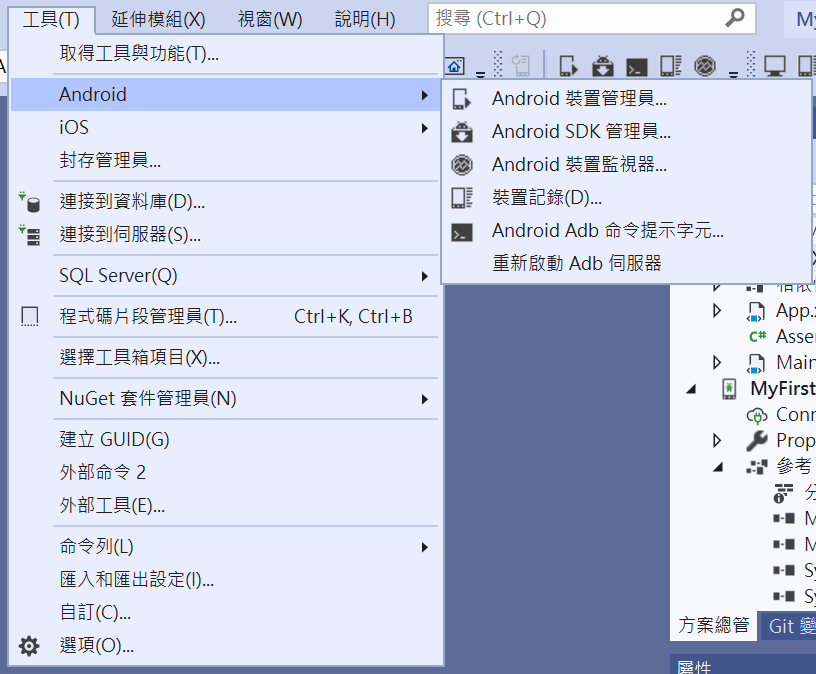 工具(T) 延伸模組(X) 視窗(W) 說明(H) 搜尋 (Ctrl+Q) My
取得工具與功能(T)...
Android
iOS
封存管理員...
連接到資料庫(D)...
連接到伺服器(S)...
SQL Server(Q)
程式碼片段管理員(T)... Ctrl+K, Ctrl+B
選擇工具箱項目(X)...
NuGet 套件管理員(N)
建立 GUID(G)
外部命令 2
外部工具(E)...
命令列(L)
匯入和匯出設定(I)...
自訂(C)...
選項(O)...
Android 裝置管理員...
Android SDK 管理員...
Android 裝置監視器...
裝置記錄(D)...
Android Adb 命令提示字元...
重新啟動 Adb 伺服器
App.x
C# Asser
Main
MyFirst
Conn
Prop
參考
分
M
M
Sy
Sy
方案總管 Git 變
屬性